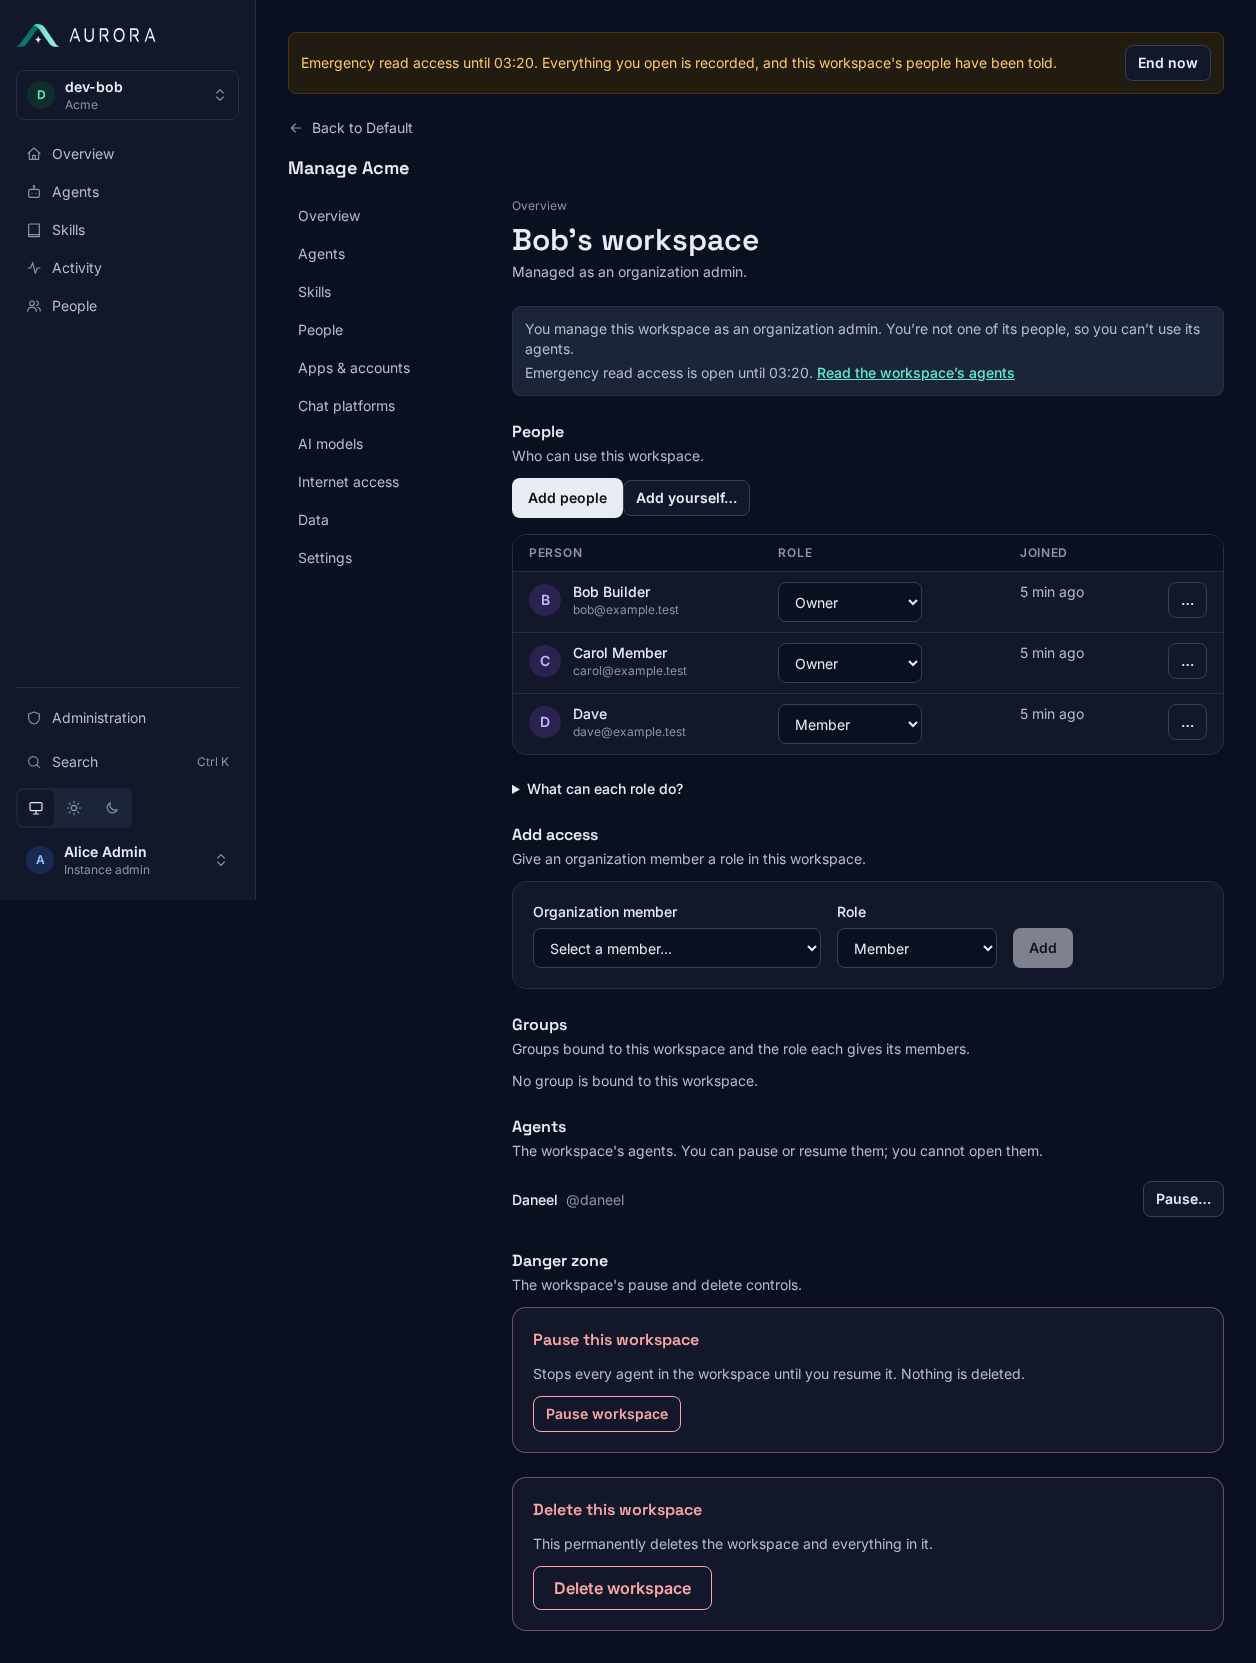 AURORA
D
dev-bob
Acme
Overview
Agents
Skills
Activity
People
Administration
Search Ctrl K
A
Alice Admin
Instance admin
Emergency read access until 03:20. Everything you open is recorded, and this workspace's people have been told.
End now
Back to Default
Manage Acme
Overview
Agents
Skills
People
Apps & accounts
Chat platforms
AI models
Internet access
Data
Settings
Overview
Bob’s workspace
Managed as an organization admin.
You manage this workspace as an organization admin. You’re not one of its people, so you can’t use its
agents.
Emergency read access is open until 03:20. Read the workspace’s agents
People
Who can use this workspace.
Add people Add yourself...
PERSON ROLE JOINED
B Bob Builder Owner 5 min ago ...
bob@example.test
C Carol Member Owner 5 min ago ...
carol@example.test
D Dave Member 5 min ago ...
dave@example.test
What can each role do?
Add access
Give an organization member a role in this workspace.
Organization member Role
Select a member... Member Add
Groups
Groups bound to this workspace and the role each gives its members.
No group is bound to this workspace.
Agents
The workspace's agents. You can pause or resume them; you cannot open them.
Daneel @daneel Pause...
Danger zone
The workspace's pause and delete controls.
Pause this workspace
Stops every agent in the workspace until you resume it. Nothing is deleted.
Pause workspace
Delete this workspace
This permanently deletes the workspace and everything in it.
Delete workspace